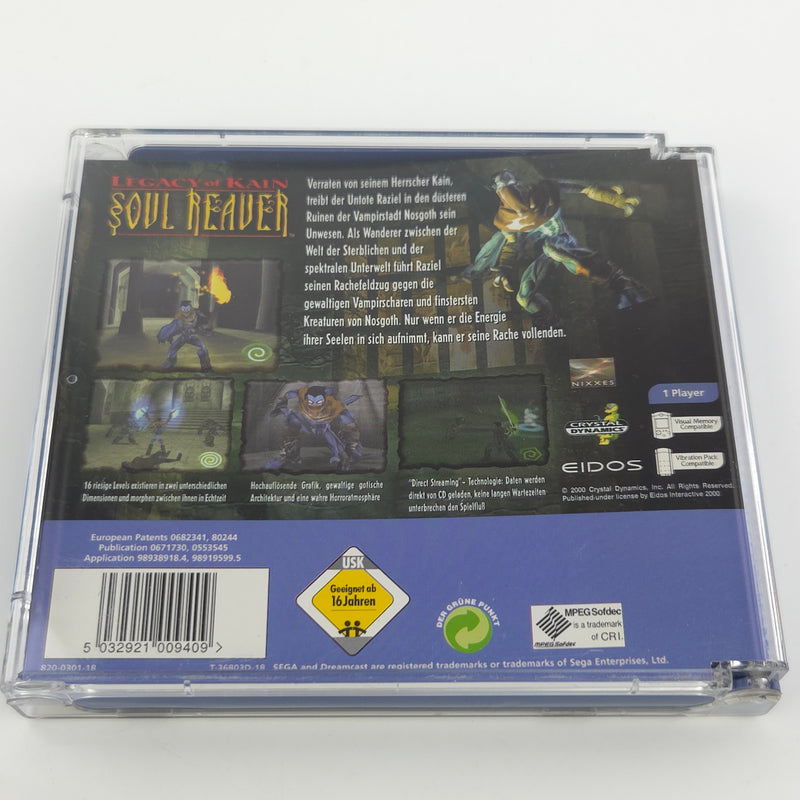 LEGACY of KAIN
SOUL REAVER™
Verraten von seinem Herrscher Kain,
treibt der Untote Raziel in den düsteren
Ruinen der Vampirstadt Nosgoth sein
Unwesen. Als Wanderer zwischen der
Welt der Sterblichen und der
spektralen Unterwelt führt Raziel
seinen Rachefeldzug gegen die
gewaltigen Vampirscharen und finstersten
Kreaturen von Nosgoth. Nur wenn er die Energie
ihrer Seelen in sich aufnimmt, kann er seine Rache vollenden.
16 riesige Levels existieren in zwei unterschiedlichen
Dimensionen und morphen zwischen ihnen in Echtzeit
Hochauflösende Grafik, gewaltige gotische
Architektur und eine wahre Horroratmosphäre
"Direct Streaming" - Technologie: Daten werden
direkt von CD geladen, keine langen Wartezeiten
unterbrechen den Spielfluß
NIXXES
CRYSTAL
DYNAMICS
EIDOS
1 Player
Visual Memory
Compatible
Vibration Pack
Compatible
© 2000 Crystal Dynamics, Inc. All Rights Reserved.
Published under license by Eidos Interactive 2000.
European Patents 0682341, 80244
Publication 0671730, 0553545
Application 98938918.4, 98919599.5
5 032921 009409 >
USK
Geeignet ab
16 Jahren
DER GRÜNE PUNKT
MPEG Sofdec
MPEG Sofdec
is a trademark
of CRI.
820-0301-18
T-36803D-18
SEGA and Dreamcast are registered trademarks or trademarks of Sega Enterprises, Ltd.